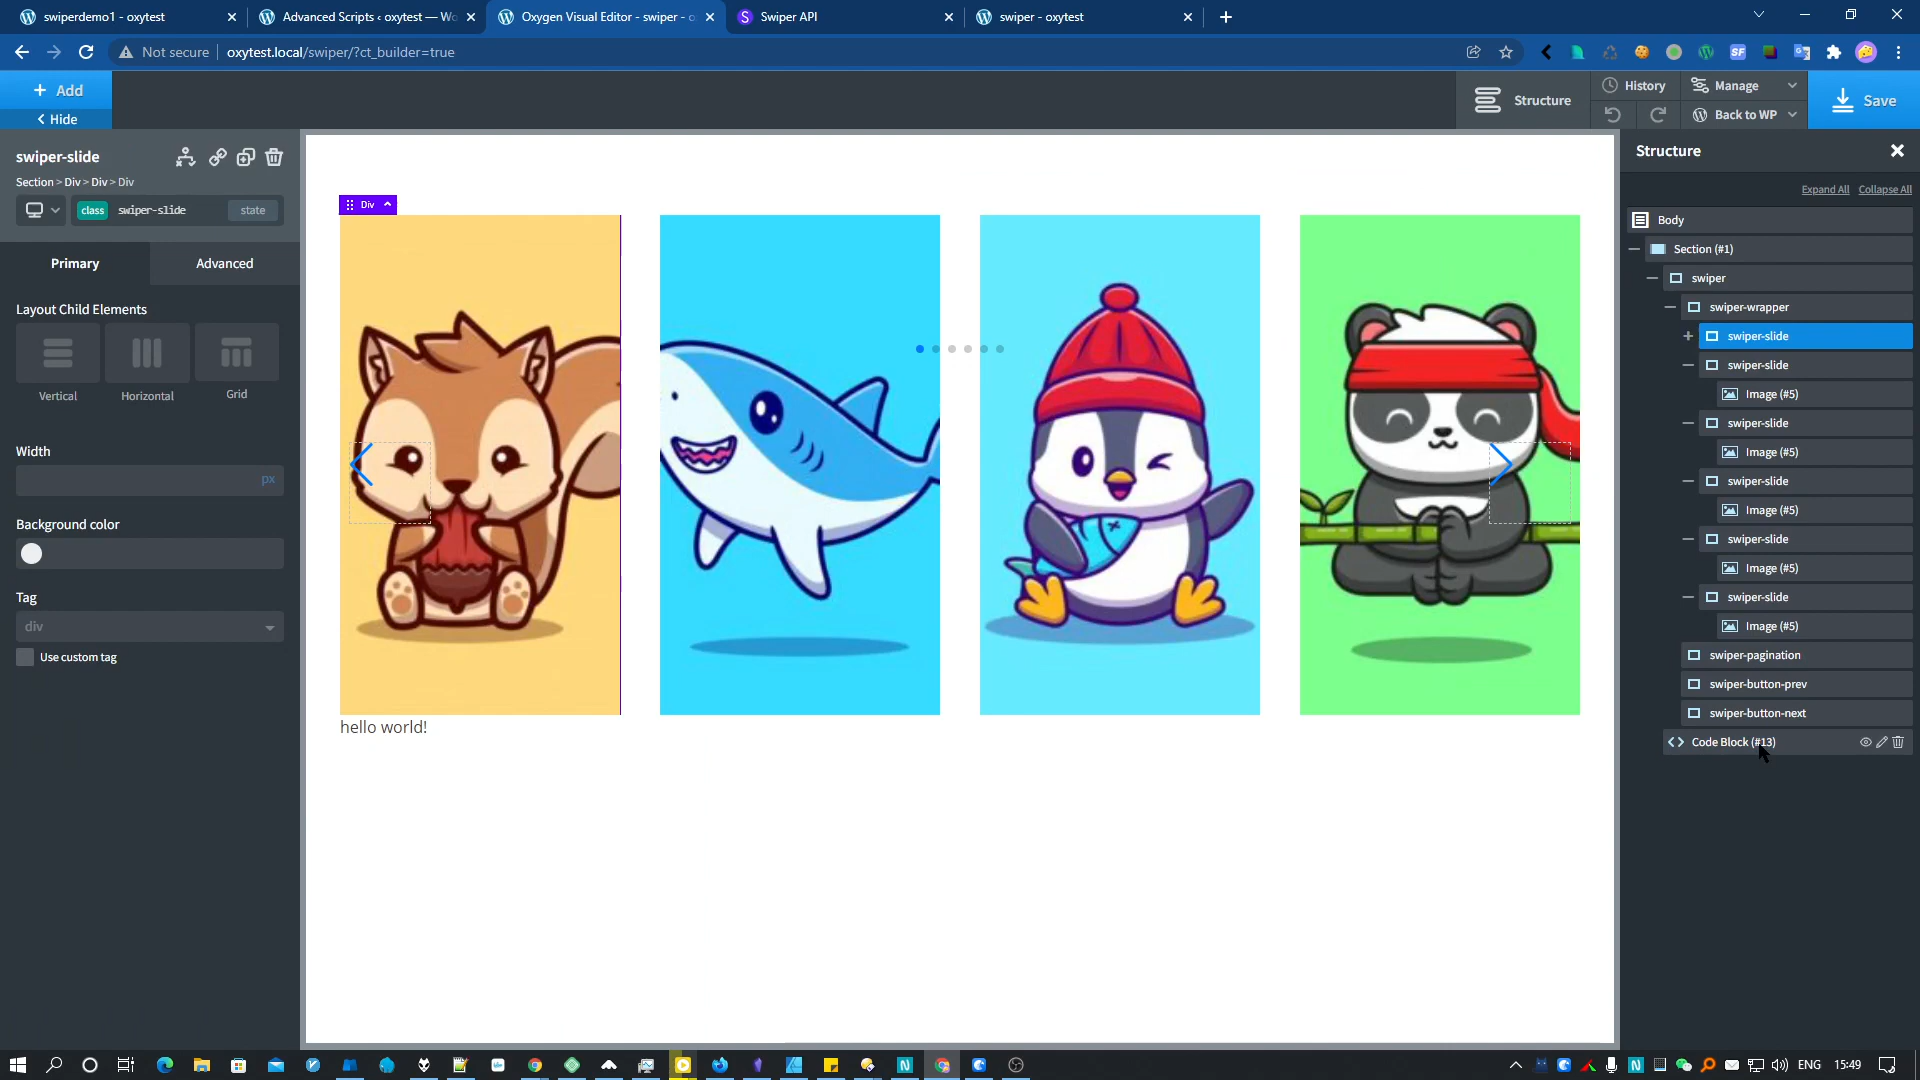 swiperdemo1 - oxytest
Advanced Scripts ‹ oxytest — Wo
Oxygen Visual Editor - swiper - o
Swiper API
swiper - oxytest
Not secure
oxytest.local/swiper/?ct_builder=true
+ Add
Hide
Structure
History
Manage
Back to WP
Save
swiper-slide
Section > Div > Div > Div
class swiper-slide state
Primary
Advanced
Layout Child Elements
Vertical
Horizontal
Grid
Width
px
Background color
Tag
div
Use custom tag
Div
hello world!
Structure
Expand All
Collapse All
Body
Section (#1)
swiper
swiper-wrapper
swiper-slide
swiper-slide
Image (#5)
swiper-slide
Image (#5)
swiper-slide
Image (#5)
swiper-slide
Image (#5)
swiper-slide
Image (#5)
swiper-pagination
swiper-button-prev
swiper-button-next
Code Block (#13)
ENG
15:49